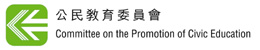 公民教育委員會
Committee on the Promotion of Civic Education